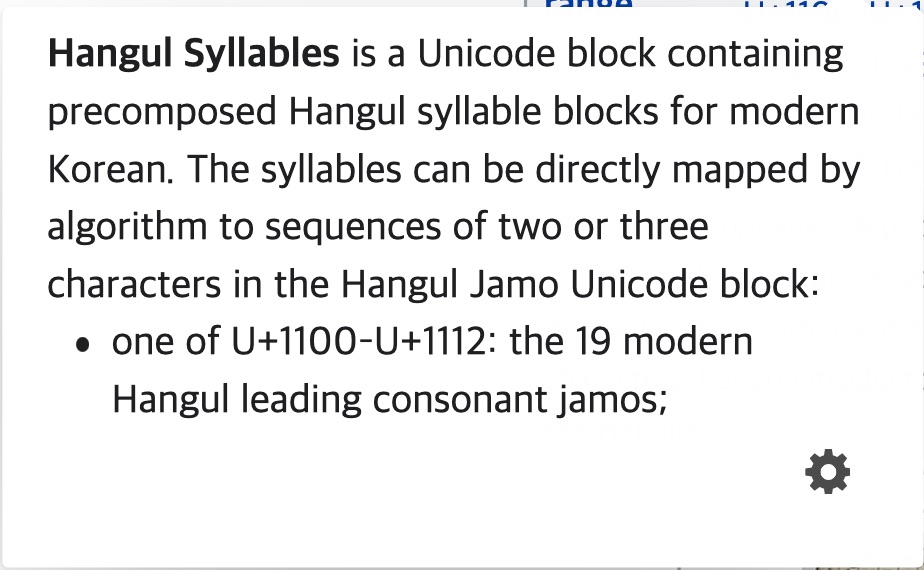 Hangul Syllables is a Unicode block containing
precomposed Hangul syllable blocks for modern
Korean. The syllables can be directly mapped by
algorithm to sequences of two or three
characters in the Hangul Jamo Unicode block:
• one of U+1100-U+1112: the 19 modern
Hangul leading consonant jamos;